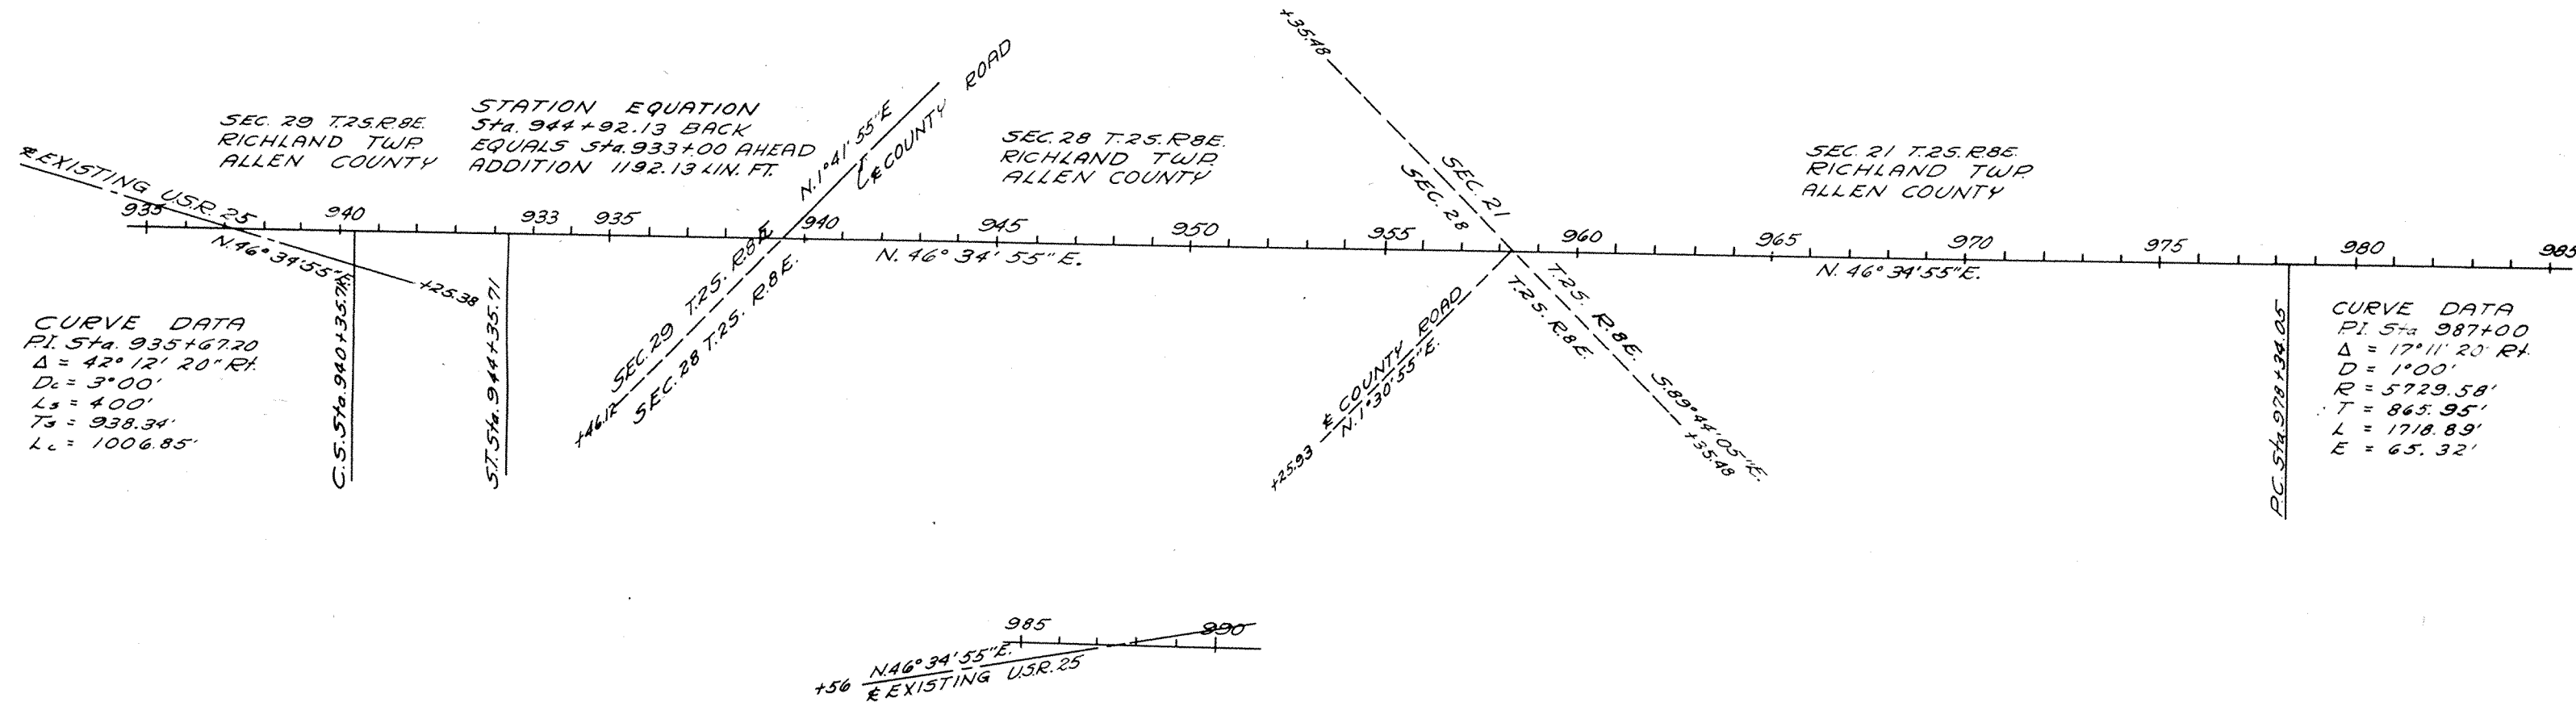 +35.48
SEC. 29 T.2S.R.8E.
RICHLAND TWP.
ALLEN COUNTY
STATION EQUATION
Sta. 944+92.13 BACK
EQUALS Sta.933+00 AHEAD
ADDITION 1192.13 LIN. FT.
N.1°41'55"E
℄ COUNTY ROAD
SEC.28 T.2S.R.8E.
RICHLAND TWP.
ALLEN COUNTY
SEC. 21
SEC. 28
SEC. 21 T.2S.R.8E.
RICHLAND TWP.
ALLEN COUNTY
℄ EXISTING U.S.R. 25
935 940 933 935 940 945 950 955 960 965 970 975 980 985
N.46°34'55"E.
N. 46° 34' 55"E.
N. 46° 34'55"E.
+25.38
CURVE DATA
P.I. Sta. 935+67.20
Δ = 42° 12' 20" Rt.
Dc = 3°00'
Ls = 400'
Ts = 938.34'
Lc = 1006.85'
C.S. Sta. 940+35.71
S.T. Sta. 944+35.71
SEC. 29 T.2S. R.8E.
SEC. 28 T.2S. R.8E.
+46.12
℄ COUNTY ROAD
N.1°30'55"E.
+25.93
T.2S. R.8E.
T.2S. R.8E.
S.89°44'05"E.
+35.48
P.C. Sta. 978+34.05
CURVE DATA
P.I. Sta 987+00
Δ = 17°11' 20" Rt.
D = 1°00'
R = 5729.58'
T = 865.95'
L = 1718.89'
E = 65.32'
985 990
N.46°34'55"E.
+56 ℄ EXISTING U.S.R. 25